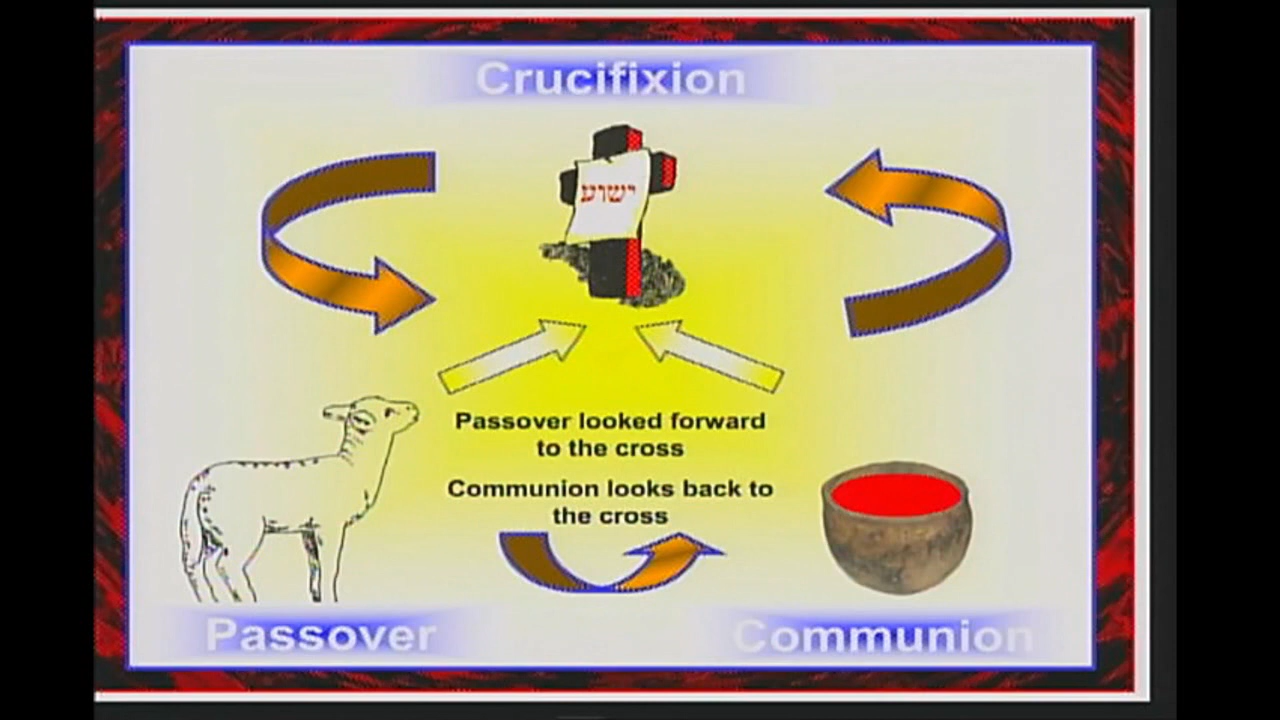 Crucifixion
ישוע
Passover looked forward
to the cross
Communion looks back to
the cross
Passover
Communion